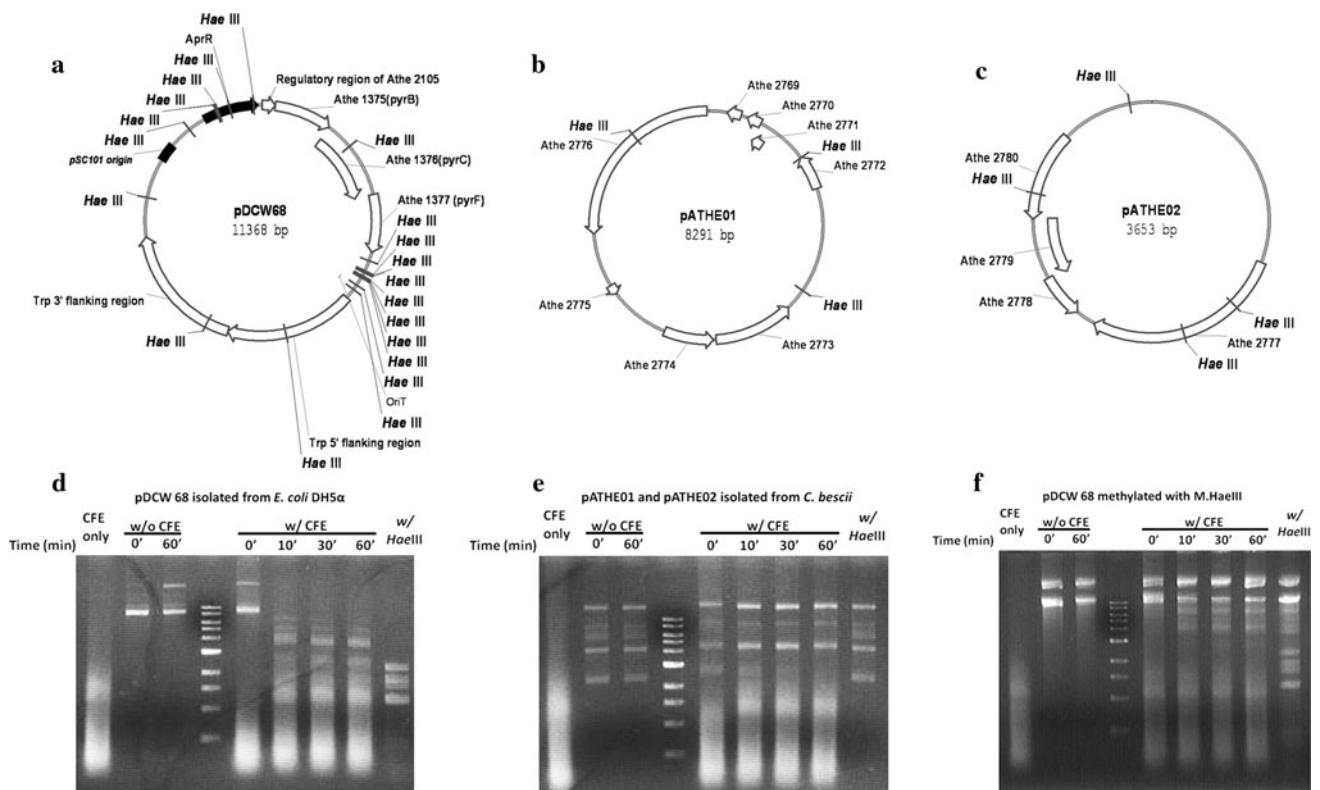 a
Hae III
AprR
Hae III
Hae III
Hae III
Hae III
pSC101 origin
Hae III
Regulatory region of Athe 2105
Athe 1375(pyrB)
Hae III
Athe 1376(pyrC)
Athe 1377 (pyrF)
Hae III
Hae III
Hae III
Hae III
Hae III
Hae III
Hae III
Hae III
Hae III
OriT
Hae III
Trp 5' flanking region
Hae III
Hae III
Trp 3' flanking region
pDCW68
11368 bp
b
Athe 2769
Athe 2770
Athe 2771
Hae III
Athe 2772
Hae III
Athe 2776
pATHE01
8291 bp
Hae III
Athe 2775
Athe 2773
Athe 2774
c
Hae III
Athe 2780
Hae III
pATHE02
3653 bp
Athe 2779
Athe 2778
Hae III
Athe 2777
Hae III
d
pDCW 68 isolated from E. coli DH5α
CFE only
w/o CFE
w/ CFE
w/ HaeIII
Time (min)
0' 60' 0' 10' 30' 60'
e
pATHE01 and pATHE02 isolated from C. bescii
CFE only
w/o CFE
w/ CFE
w/ HaeIII
Time (min)
0' 60' 0' 10' 30' 60'
f
pDCW 68 methylated with M.HaeIII
CFE only
w/o CFE
w/ CFE
w/ HaeIII
Time (min)
0' 60' 0' 10' 30' 60'